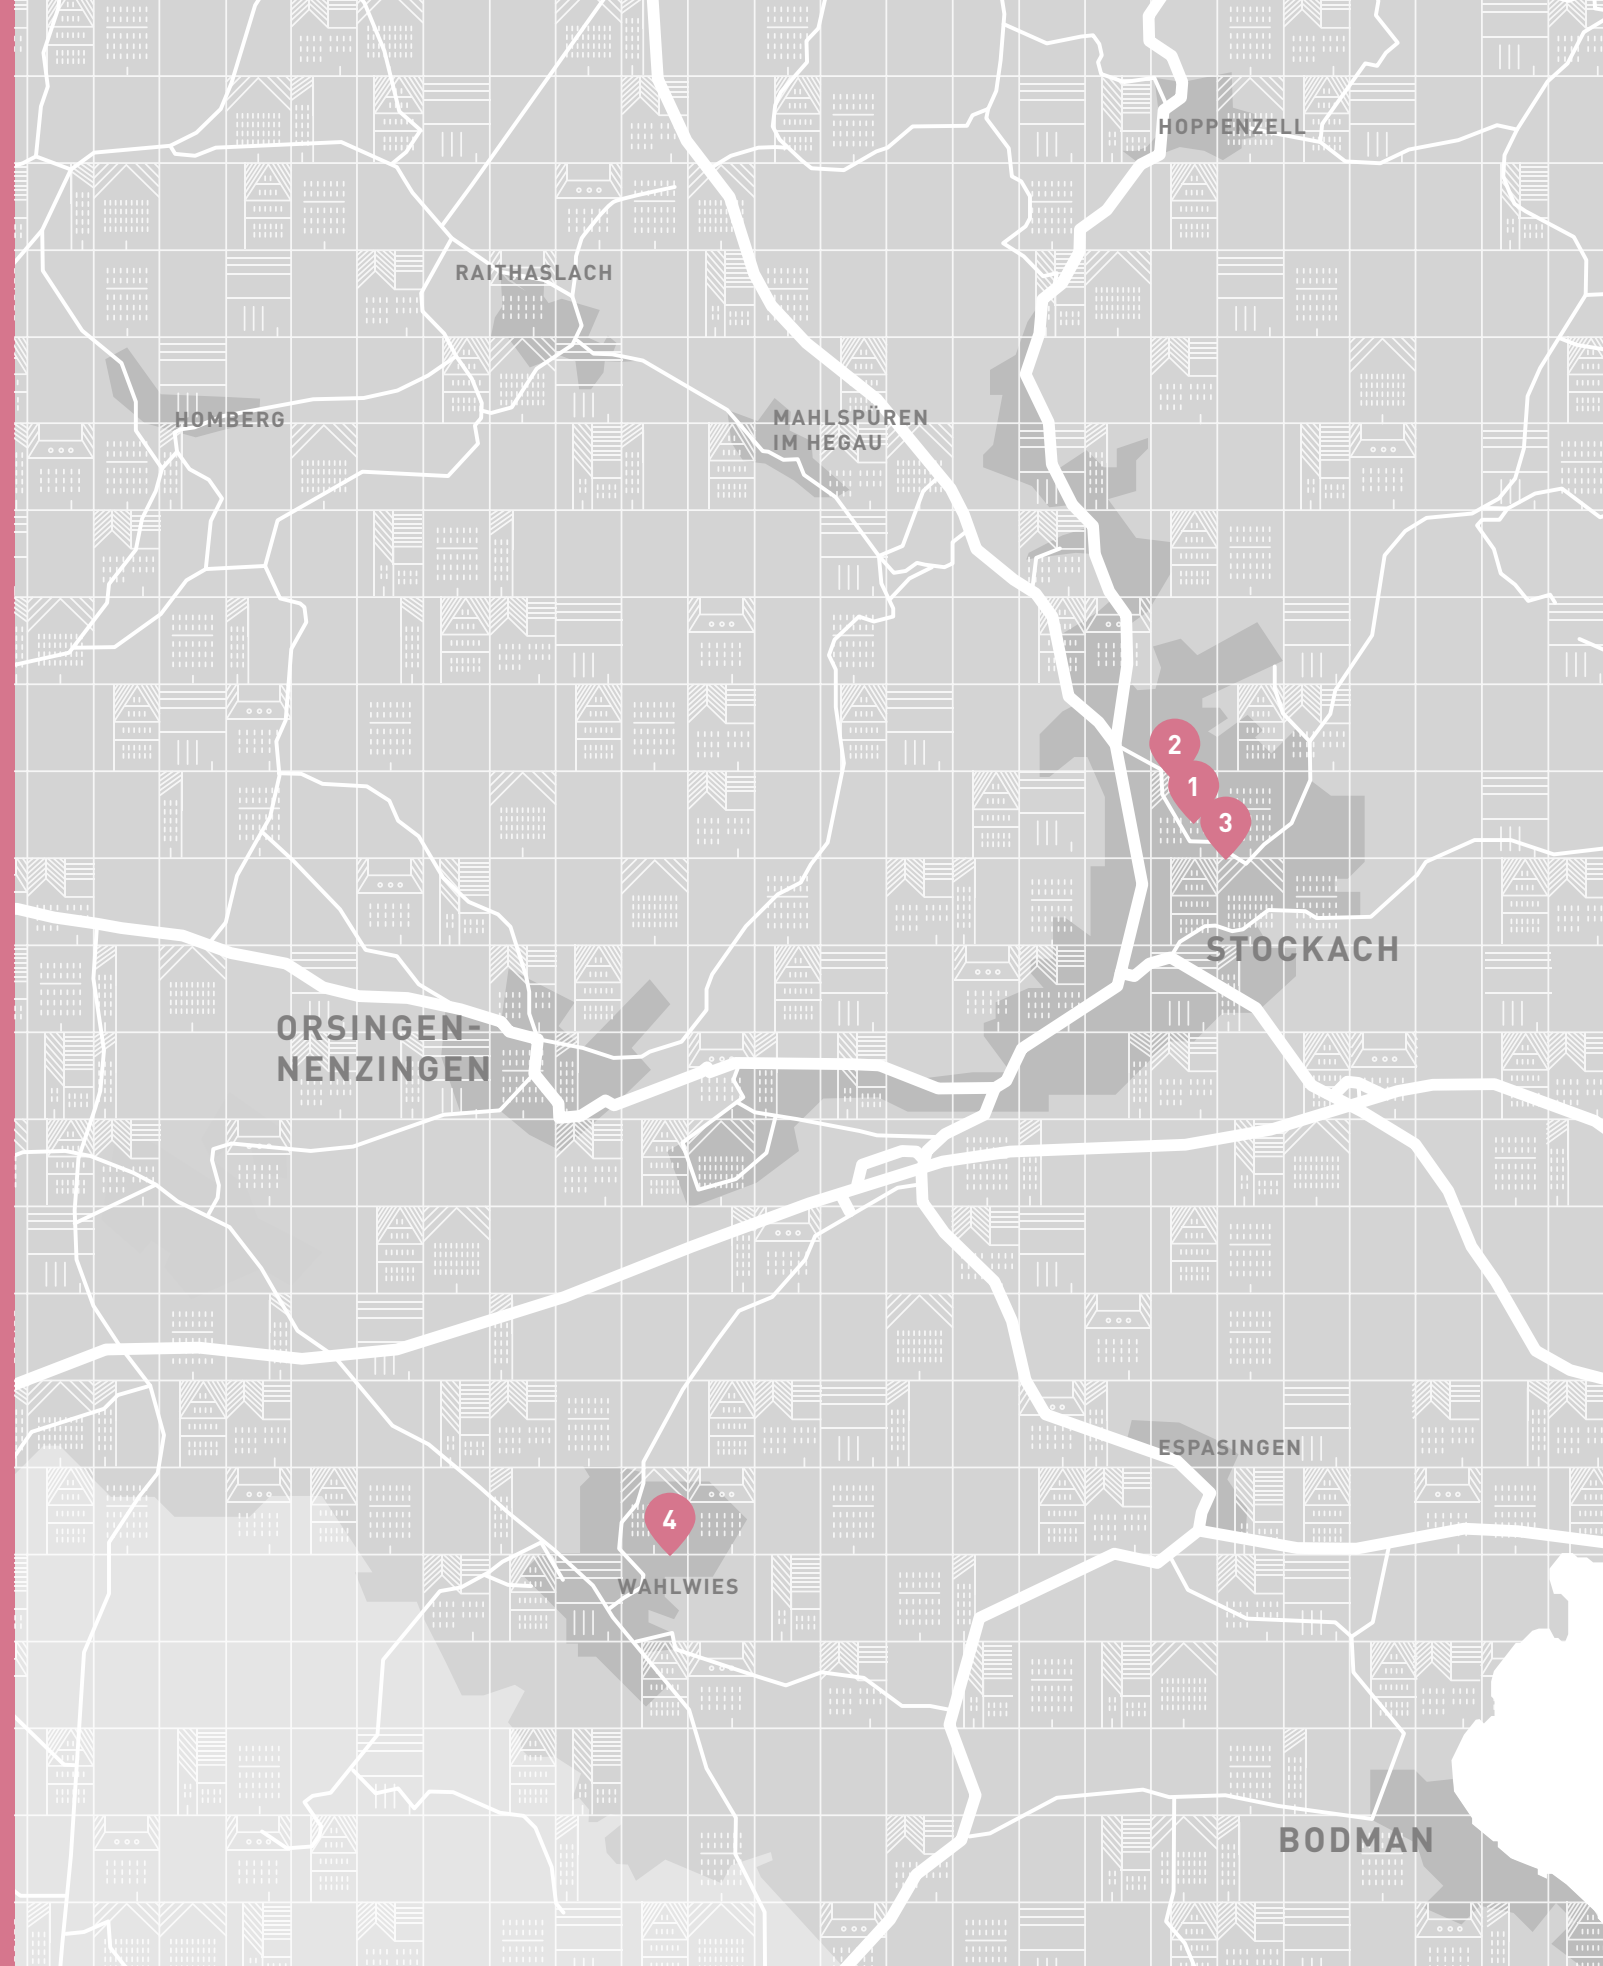 HOPPENZELL
RAITHASLACH
HOMBERG
MAHLSPÜREN
IM HEGAU
2
1
3
STOCKACH
ORSINGEN-
NENZINGEN
ESPASINGEN
4
WAHLWIES
BODMAN